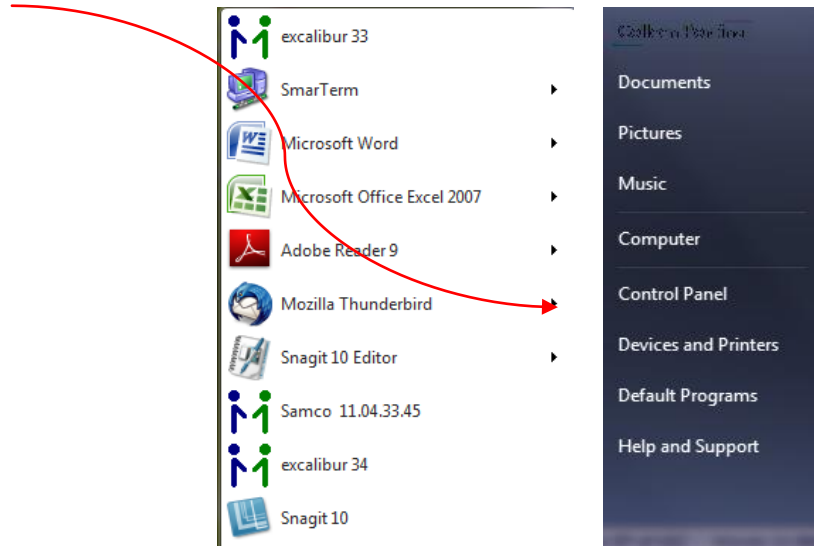 excalibur 33
SmarTerm
Microsoft Word
Microsoft Office Excel 2007
Adobe Reader 9
Mozilla Thunderbird
Snagit 10 Editor
Samco 11.04.33.45
excalibur 34
Snagit 10
Documents
Pictures
Music
Computer
Control Panel
Devices and Printers
Default Programs
Help and Support